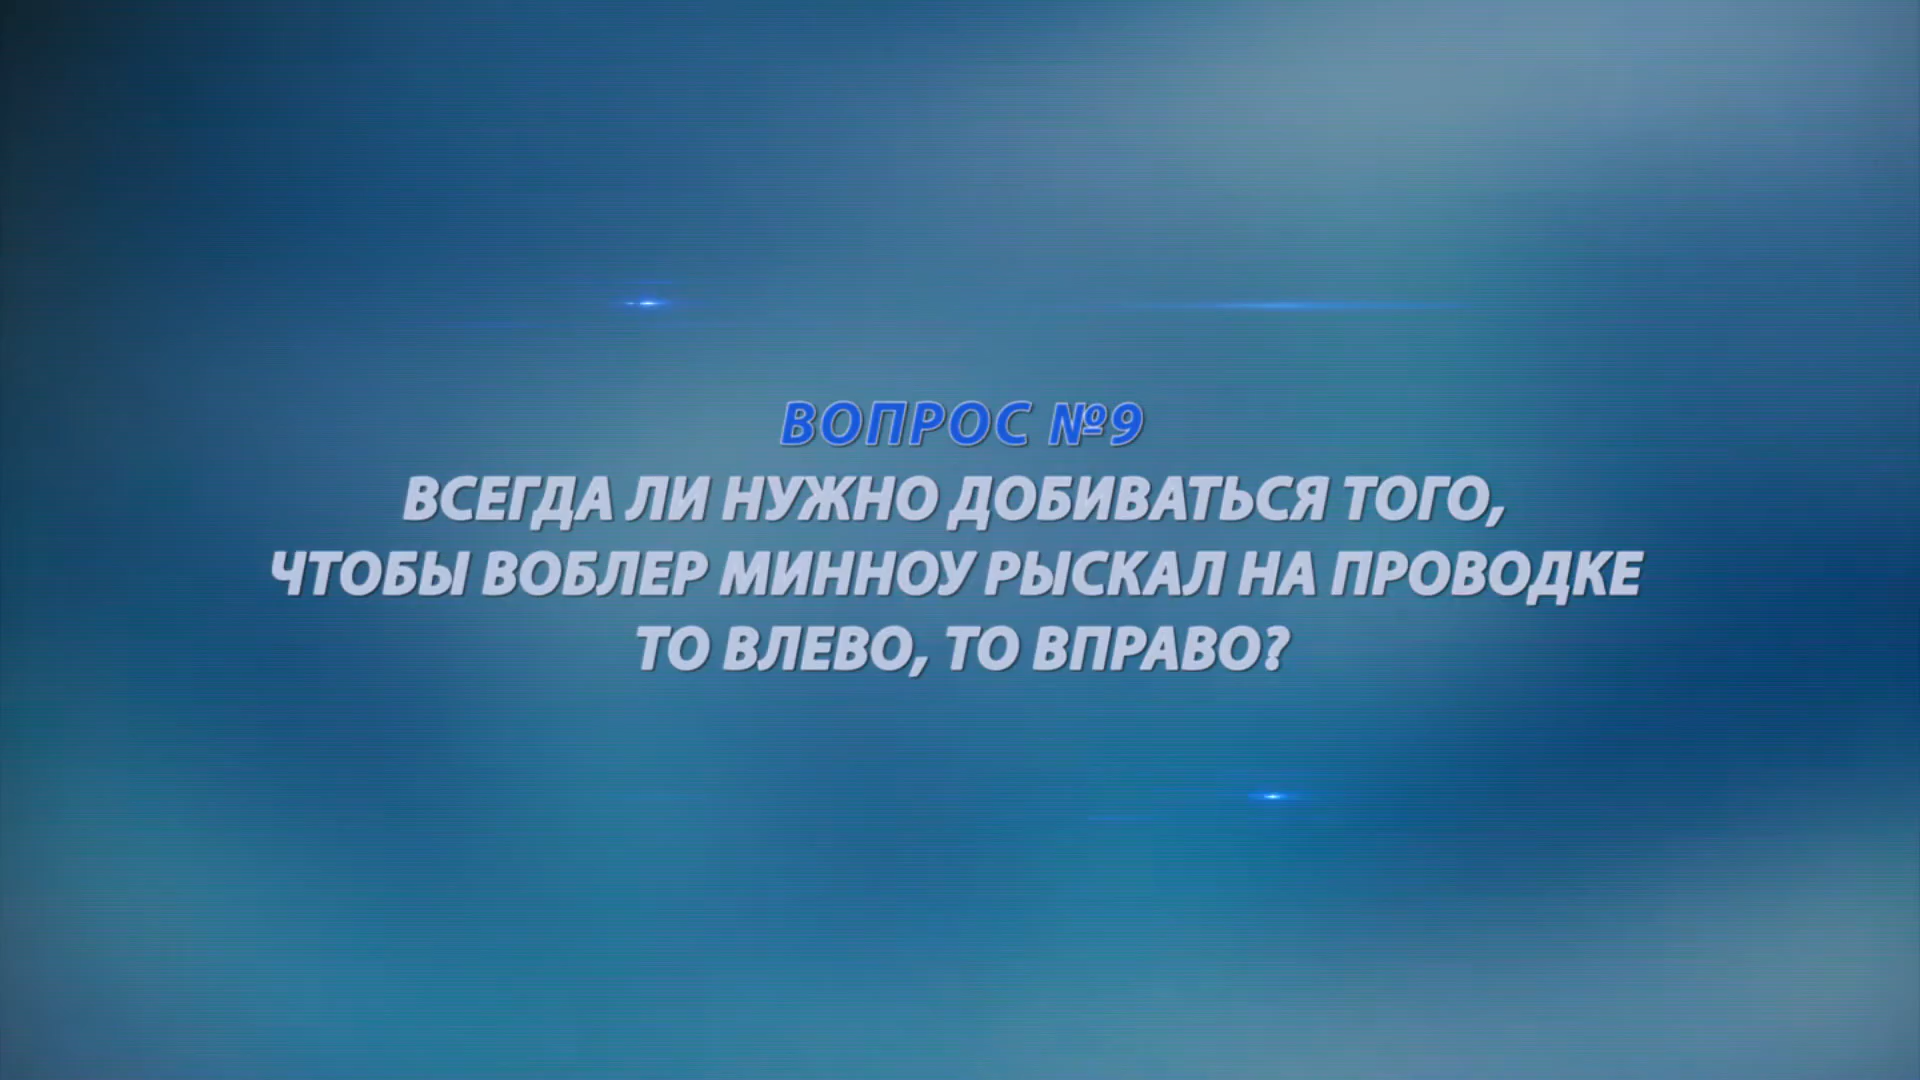 ВОПРОС №9
ВСЕГДА ЛИ НУЖНО ДОБИВАТЬСЯ ТОГО,
ЧТОБЫ ВОБЛЕР МИННОУ РЫСКАЛ НА ПРОВОДКЕ
ТО ВЛЕВО, ТО ВПРАВО?